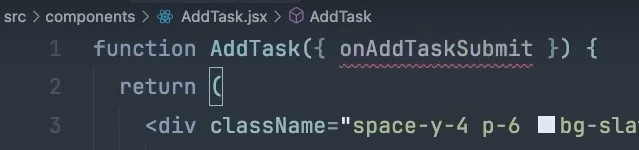 src > components > AddTask.jsx > AddTask
1 function AddTask({ onAddTaskSubmit }) {
2 return (
3 <div className="space-y-4 p-6 bg-sla